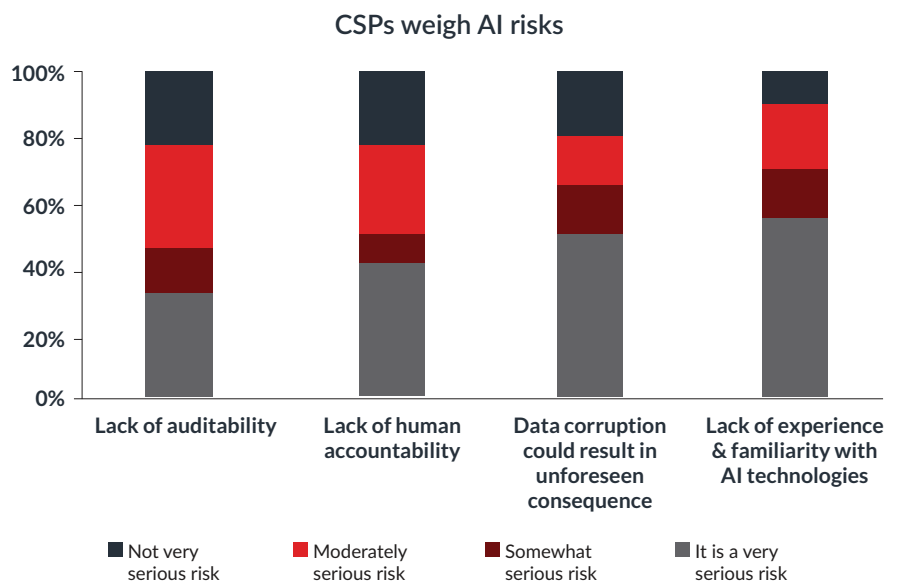 CSPs weigh AI risks
100%
80%
60%
40%
20%
0%
Lack of auditability
Lack of human
accountability
Data corruption
could result in
unforeseen
consequence
Lack of experience
& familiarity with
AI technologies
Not very
serious risk
Moderately
serious risk
Somewhat
serious risk
It is a very
serious risk